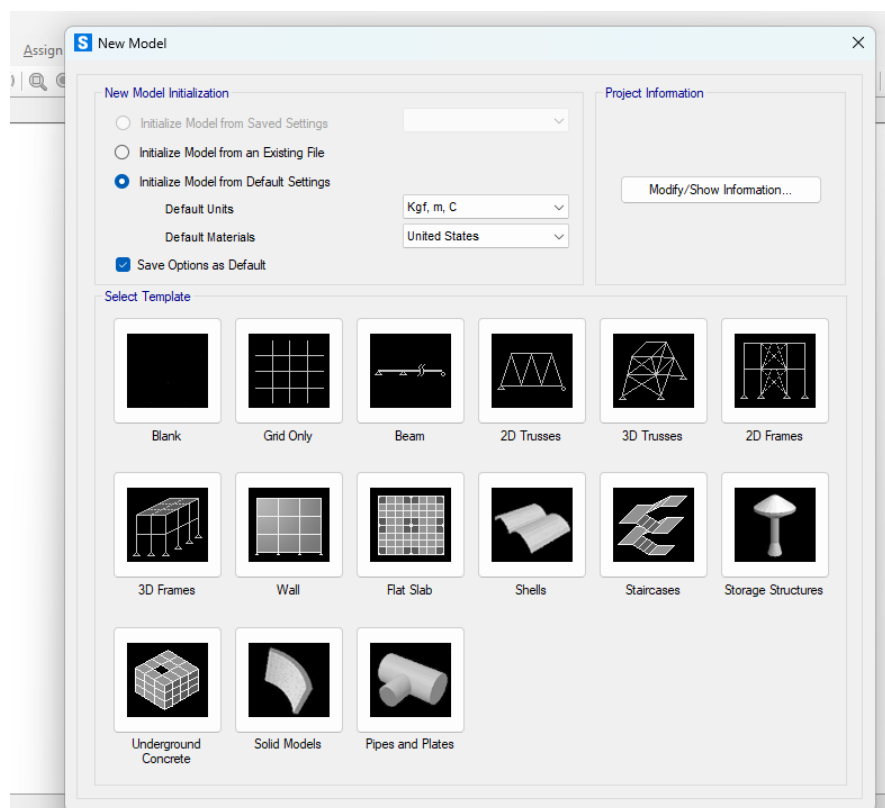 Assign
S New Model
New Model Initialization
Initialize Model from Saved Settings
Initialize Model from an Existing File
Initialize Model from Default Settings
Default Units Kgf, m, C
Default Materials United States
Save Options as Default
Project Information
Modify/Show Information...
Select Template
Blank
Grid Only
Beam
2D Trusses
3D Trusses
2D Frames
3D Frames
Wall
Flat Slab
Shells
Staircases
Storage Structures
Underground
Concrete
Solid Models
Pipes and Plates